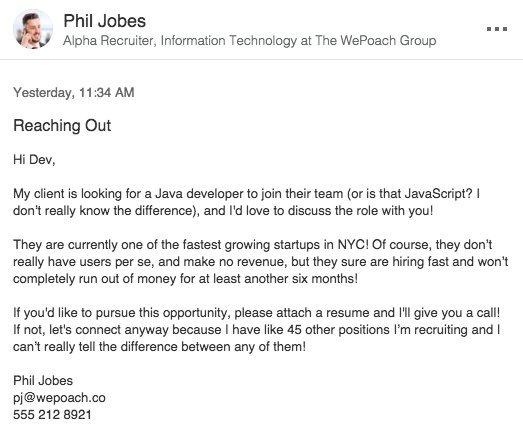 Phil Jobes
Alpha Recruiter, Information Technology at The WePoach Group
Yesterday, 11:34 AM
Reaching Out
Hi Dev,
My client is looking for a Java developer to join their team (or is that JavaScript? I
don’t really know the difference), and I'd love to discuss the role with you!
They are currently one of the fastest growing startups in NYC! Of course, they don’t
really have users per se, and make no revenue, but they sure are hiring fast and won’t
completely run out of money for at least another six months!
If you'd like to pursue this opportunity, please attach a resume and I'll give you a call!
If not, let's connect anyway because I have like 45 other positions I’m recruiting and I
can’t really tell the difference between any of them!
Phil Jobes
pj@wepoach.co
555 212 8921